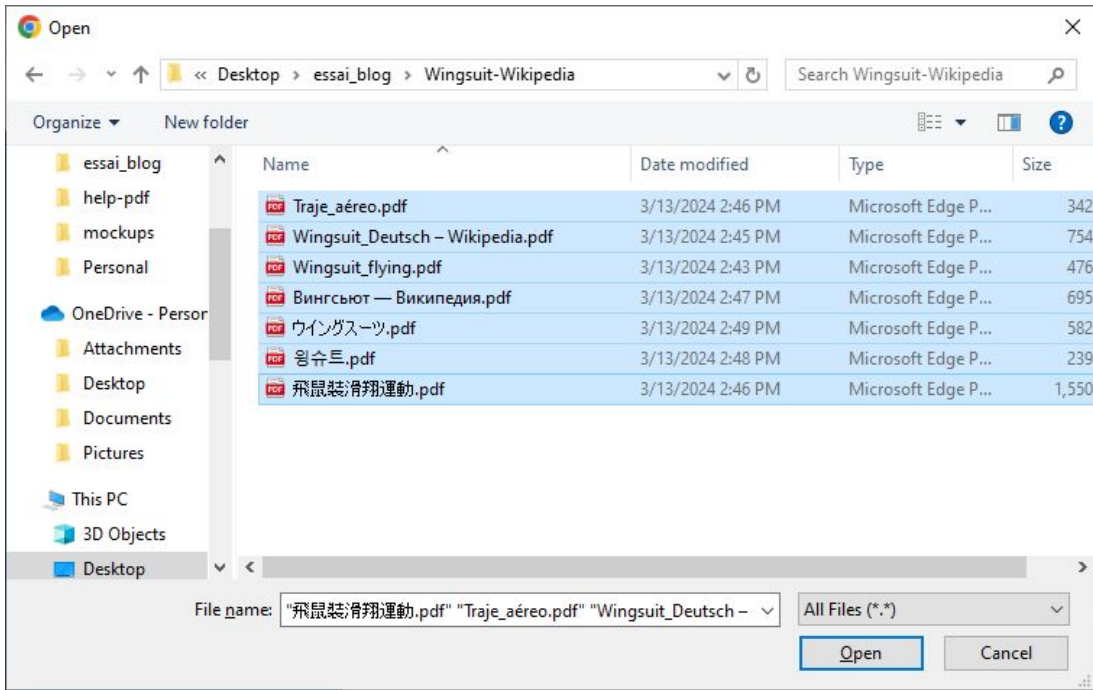 Open
« Desktop › essai_blog › Wingsuit-Wikipedia
Search Wingsuit-Wikipedia
Organize
New folder
?
essai_blog
help-pdf
mockups
Personal
OneDrive - Person
Attachments
Desktop
Documents
Pictures
This PC
3D Objects
Desktop
Name Date modified Type Size
Traje_aéreo.pdf 3/13/2024 2:46 PM Microsoft Edge P... 342
Wingsuit_Deutsch – Wikipedia.pdf 3/13/2024 2:45 PM Microsoft Edge P... 754
Wingsuit_flying.pdf 3/13/2024 2:43 PM Microsoft Edge P... 476
Вингсьют — Википедия.pdf 3/13/2024 2:47 PM Microsoft Edge P... 695
ウイングスーツ.pdf 3/13/2024 2:49 PM Microsoft Edge P... 582
윙슈트.pdf 3/13/2024 2:48 PM Microsoft Edge P... 239
飛鼠裝滑翔運動.pdf 3/13/2024 2:46 PM Microsoft Edge P... 1,550
File name: "飛鼠裝滑翔運動.pdf" "Traje_aéreo.pdf" "Wingsuit_Deutsch –
All Files (*.*)
Open
Cancel